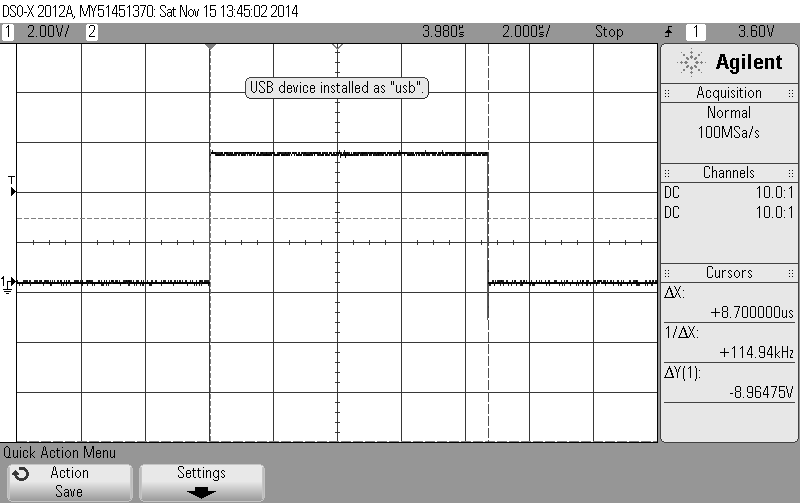 DSO-X 2012A, MY51451370: Sat Nov 15 13:45:02 2014
1 2.00V/ 2 3.980s/ 2.000s/ Stop 1 3.60V
Agilent
USB device installed as "usb".
Acquisition
Normal
100MSa/s
Channels
DC 10.0:1
DC 10.0:1
T
1
Cursors
ΔX:
+8.700000us
1/ΔX:
+114.94kHz
ΔY(1):
-8.96475V
Quick Action Menu
Action
Save
Settings